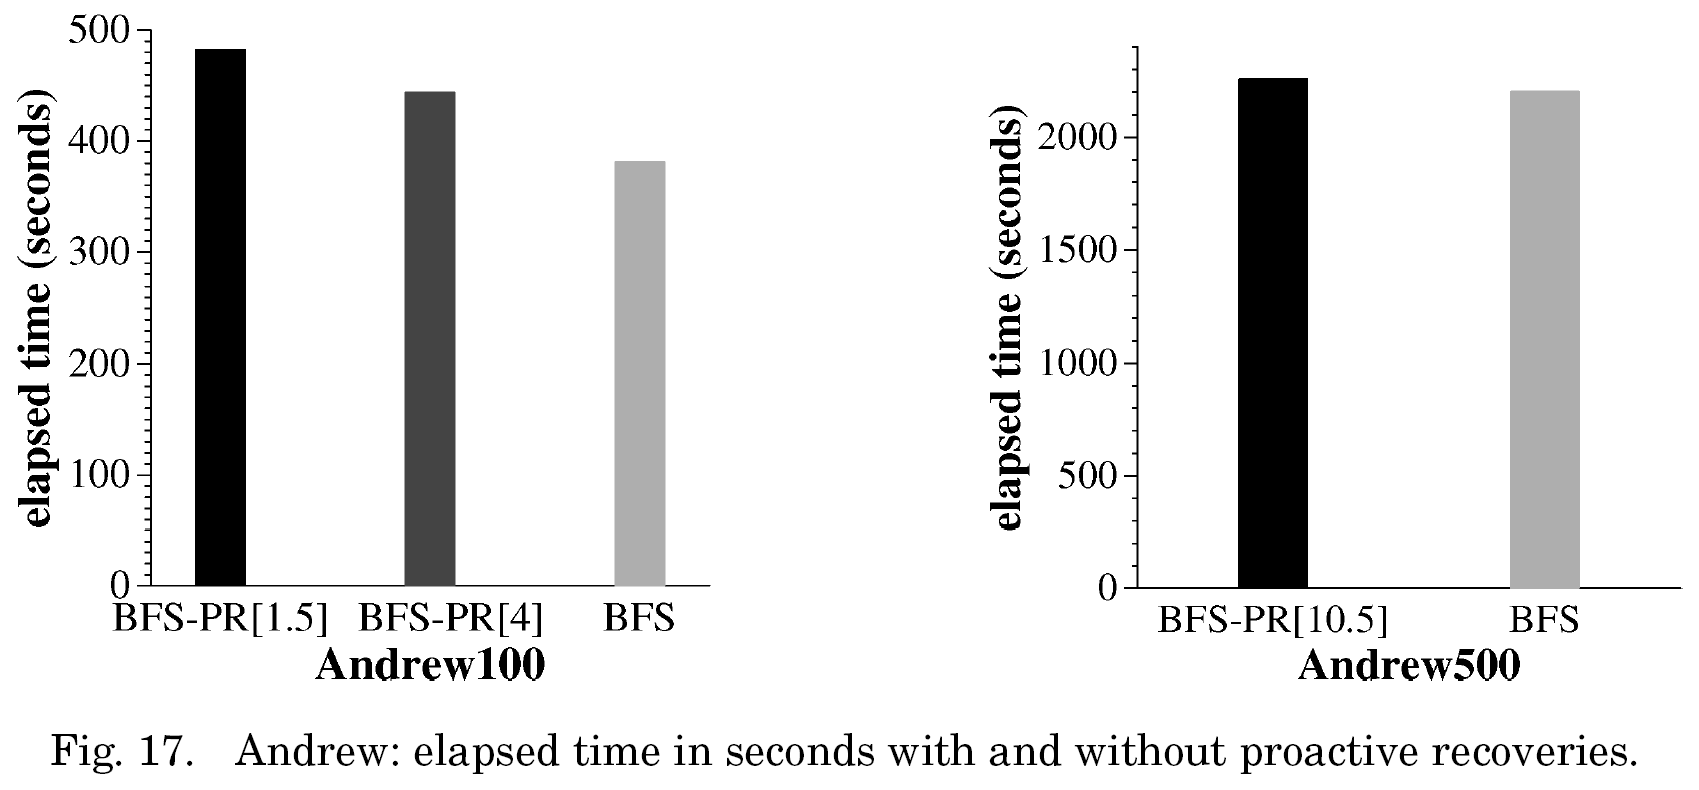 500
400
300
200
100
0
elapsed time (seconds)
BFS-PR[1.5] BFS-PR[4] BFS
Andrew100
2000
1500
1000
500
0
elapsed time (seconds)
BFS-PR[10.5] BFS
Andrew500
Fig. 17. Andrew: elapsed time in seconds with and without proactive recoveries.